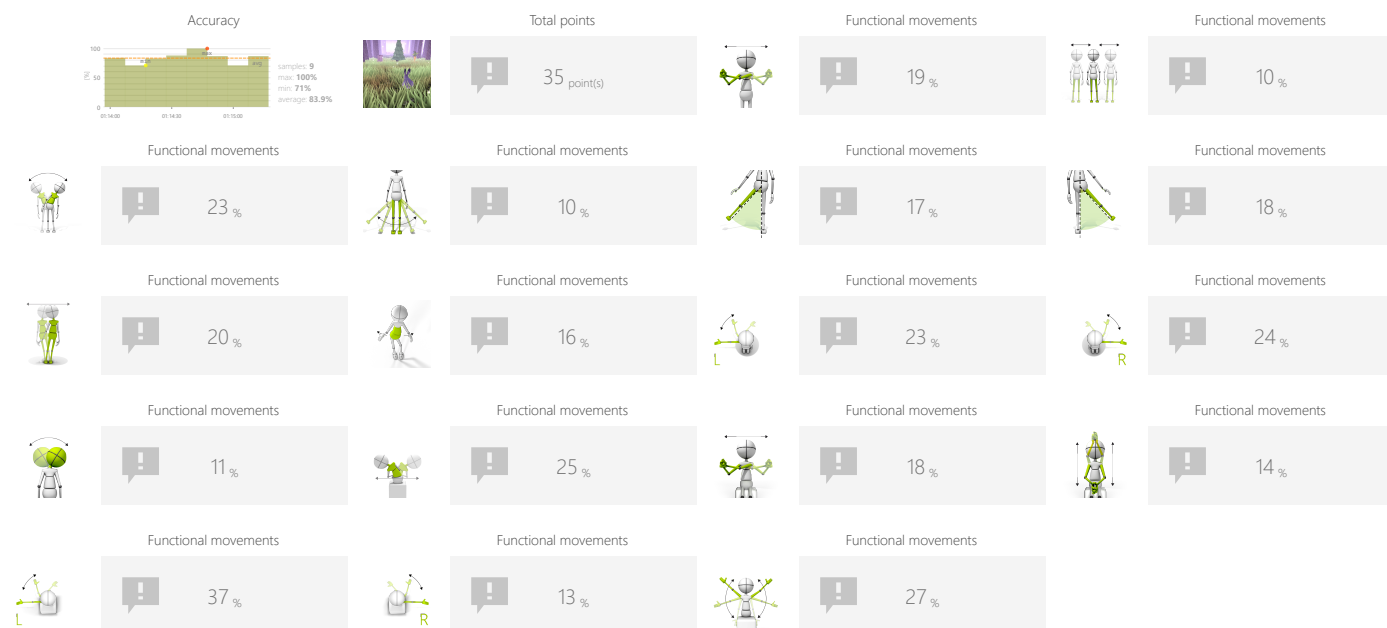 Accuracy
Total points
Functional movements
Functional movements
100
50
0
(%)
max
min
avg
samples: 9
max: 100%
min: 71%
average: 83.9%
01:14:00
01:14:30
01:15:00
35 point(s)
19 %
10 %
Functional movements
Functional movements
Functional movements
Functional movements
23 %
10 %
17 %
18 %
Functional movements
Functional movements
Functional movements
Functional movements
20 %
16 %
L
23 %
R
24 %
Functional movements
Functional movements
Functional movements
Functional movements
11 %
25 %
18 %
14 %
Functional movements
Functional movements
Functional movements
L
37 %
R
13 %
27 %